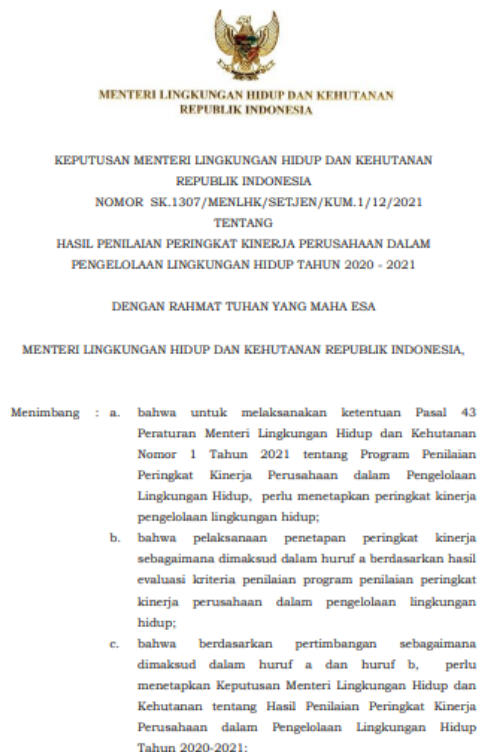 MENTERI LINGKUNGAN HIDUP DAN KEHUTANAN
REPUBLIK INDONESIA
KEPUTUSAN MENTERI LINGKUNGAN HIDUP DAN KEHUTANAN
REPUBLIK INDONESIA
NOMOR SK.1307/MENLHK/SETJEN/KUM.1/12/2021
TENTANG
HASIL PENILAIAN PERINGKAT KINERJA PERUSAHAAN DALAM
PENGELOLAAN LINGKUNGAN HIDUP TAHUN 2020 - 2021
DENGAN RAHMAT TUHAN YANG MAHA ESA
MENTERI LINGKUNGAN HIDUP DAN KEHUTANAN REPUBLIK INDONESIA,
Menimbang : a. bahwa untuk melaksanakan ketentuan Pasal 43
Peraturan Menteri Lingkungan Hidup dan Kehutanan
Nomor 1 Tahun 2021 tentang Program Penilaian
Peringkat Kinerja Perusahaan dalam Pengelolaan
Lingkungan Hidup, perlu menetapkan peringkat kinerja
pengelolaan lingkungan hidup;
b. bahwa pelaksanaan penetapan peringkat kinerja
sebagaimana dimaksud dalam huruf a berdasarkan hasil
evaluasi kriteria penilaian program penilaian peringkat
kinerja perusahaan dalam pengelolaan lingkungan
hidup;
c. bahwa berdasarkan pertimbangan sebagaimana
dimaksud dalam huruf a dan huruf b, perlu
menetapkan Keputusan Menteri Lingkungan Hidup dan
Kehutanan tentang Hasil Penilaian Peringkat Kinerja
Perusahaan dalam Pengelolaan Lingkungan Hidup
Tahun 2020-2021;